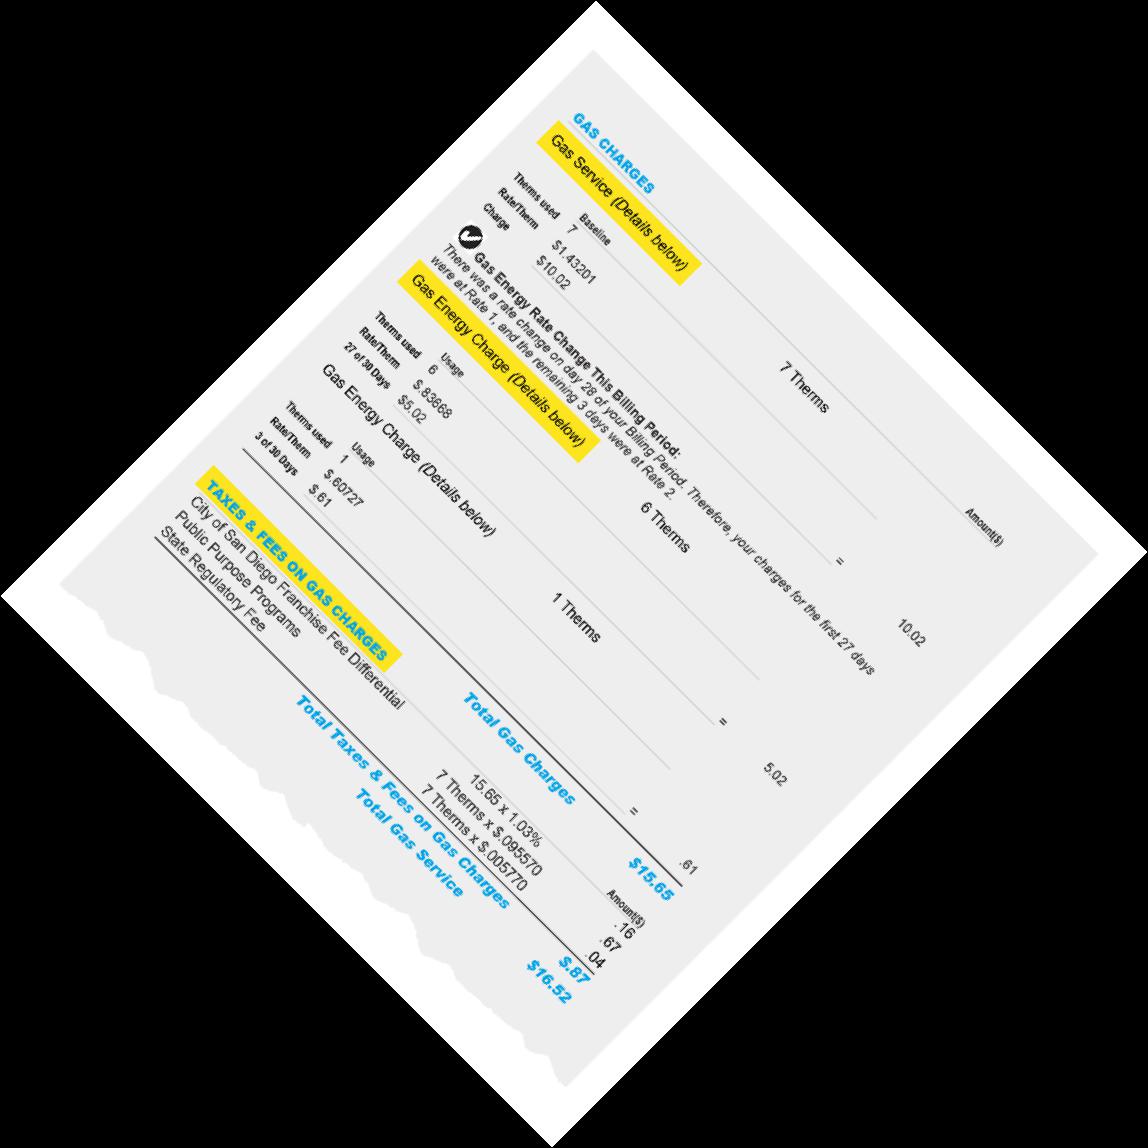 GAS CHARGES
Gas Service (Details below) 7 Therms Amount($)
Baseline
Therms used 7
Rate/Therm $1.43201
Charge $10.02 = 10.02
Gas Energy Rate Change This Billing Period:
There was a rate change on day 28 of your Billing Period. Therefore, your charges for the first 27 days
were at Rate 1, and the remaining 3 days were at Rate 2.
Gas Energy Charge (Details below) 6 Therms
Usage
Therms used 6
Rate/Therm $.83668
27 of 30 Days $5.02 = 5.02
Gas Energy Charge (Details below) 1 Therms
Usage
Therms used 1
Rate/Therm $.60727
3 of 30 Days $.61 = .61
Total Gas Charges $15.65
TAXES & FEES ON GAS CHARGES Amount($)
City of San Diego Franchise Fee Differential 15.65 x 1.03% .16
Public Purpose Programs 7 Therms x $.095570 .67
State Regulatory Fee 7 Therms x $.005770 .04
Total Taxes & Fees on Gas Charges $.87
Total Gas Service $16.52